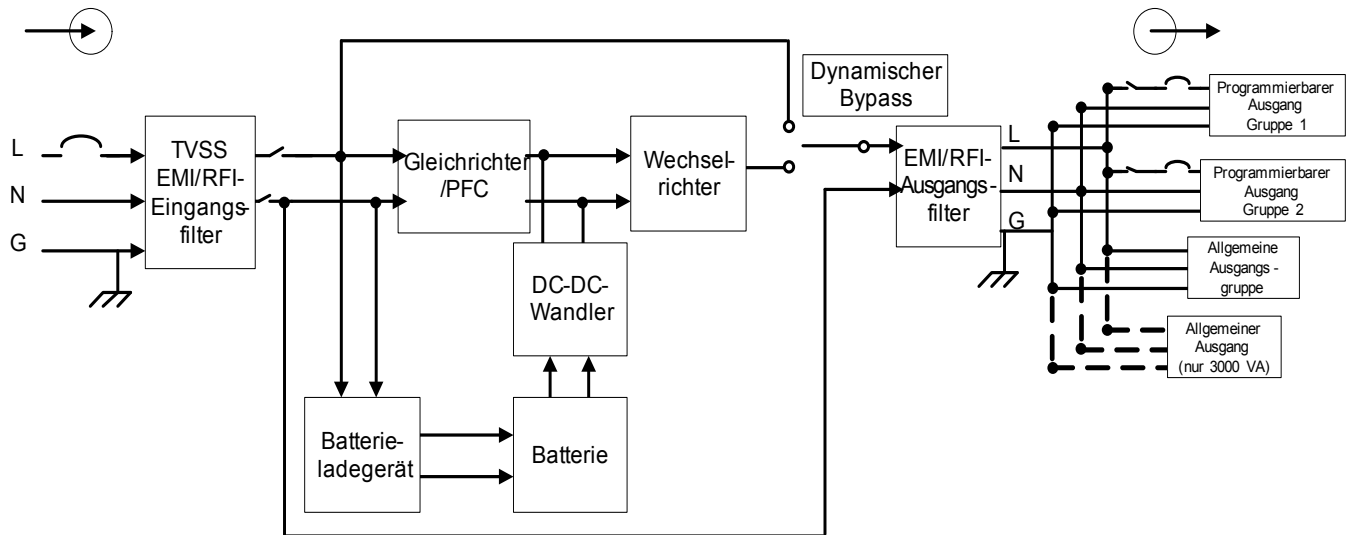 Dynamischer
Bypass
L
N
G
TVSS
EMI/RFI-
Eingangs-
filter
Gleichrichter
/PFC
Wechsel-
richter
DC-DC-
Wandler
Batterie-
ladegerät
Batterie
EMI/RFI-
Ausgangs-
filter
L
N
G
Programmierbarer
Ausgang
Gruppe 1
Programmierbarer
Ausgang
Gruppe 2
Allgemeine
Ausgangs -
gruppe
Allgemeiner
Ausgang
(nur 3000 VA)